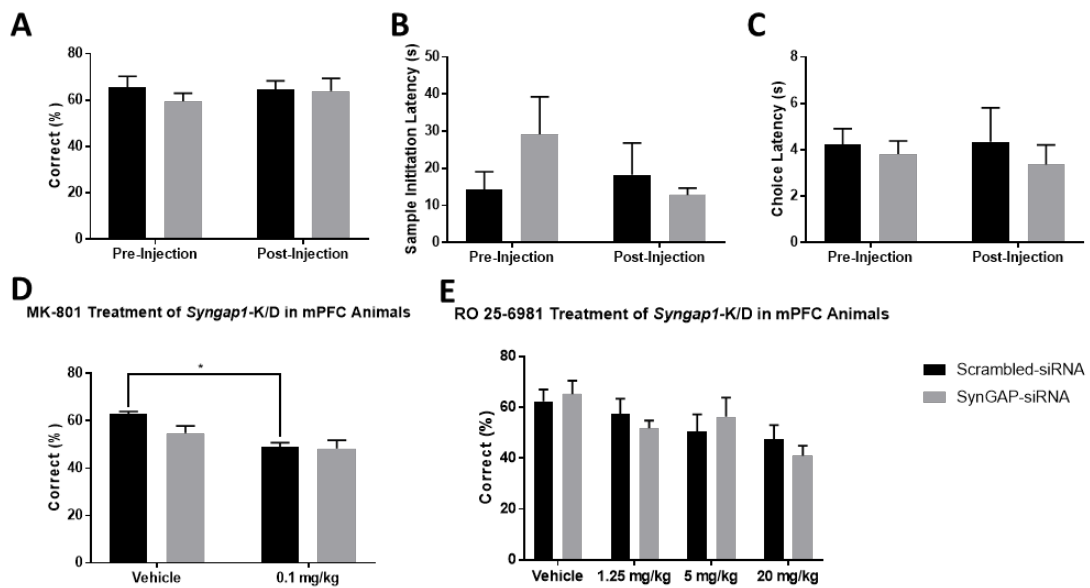 A
Correct (%)
80
60
40
20
0
Pre-Injection Post-Injection
B
Sample Inititation Latency (s)
50
40
30
20
10
0
Pre-Injection Post-Injection
C
Choice Latency (s)
8
6
4
2
0
Pre-Injection Post-Injection
D
MK-801 Treatment of Syngap1-K/D in mPFC Animals
Correct (%)
80
60
40
20
0
*
Vehicle 0.1 mg/kg
E
RO 25-6981 Treatment of Syngap1-K/D in mPFC Animals
Correct (%)
80
60
40
20
0
Vehicle 1.25 mg/kg 5 mg/kg 20 mg/kg
Scrambled-siRNA
SynGAP-siRNA